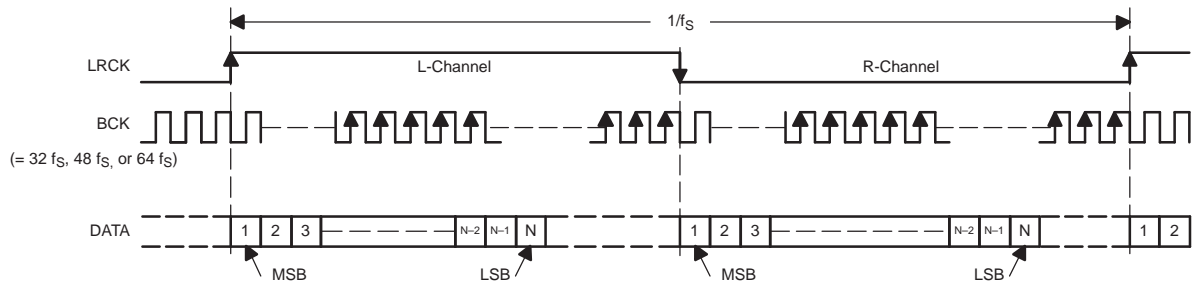 1/fS
LRCK
L-Channel
R-Channel
BCK
(= 32 fS, 48 fS, or 64 fS)
DATA
1 2 3 N–2 N–1 N 1 2 3 N–2 N–1 N 1 2
MSB LSB MSB LSB